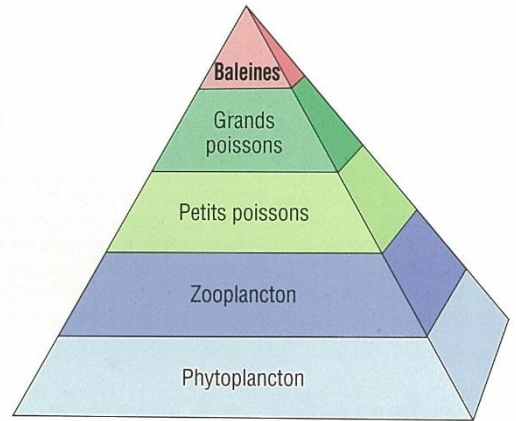 Baleines
Grands
poissons
Petits poissons
Zooplancton
Phytoplancton